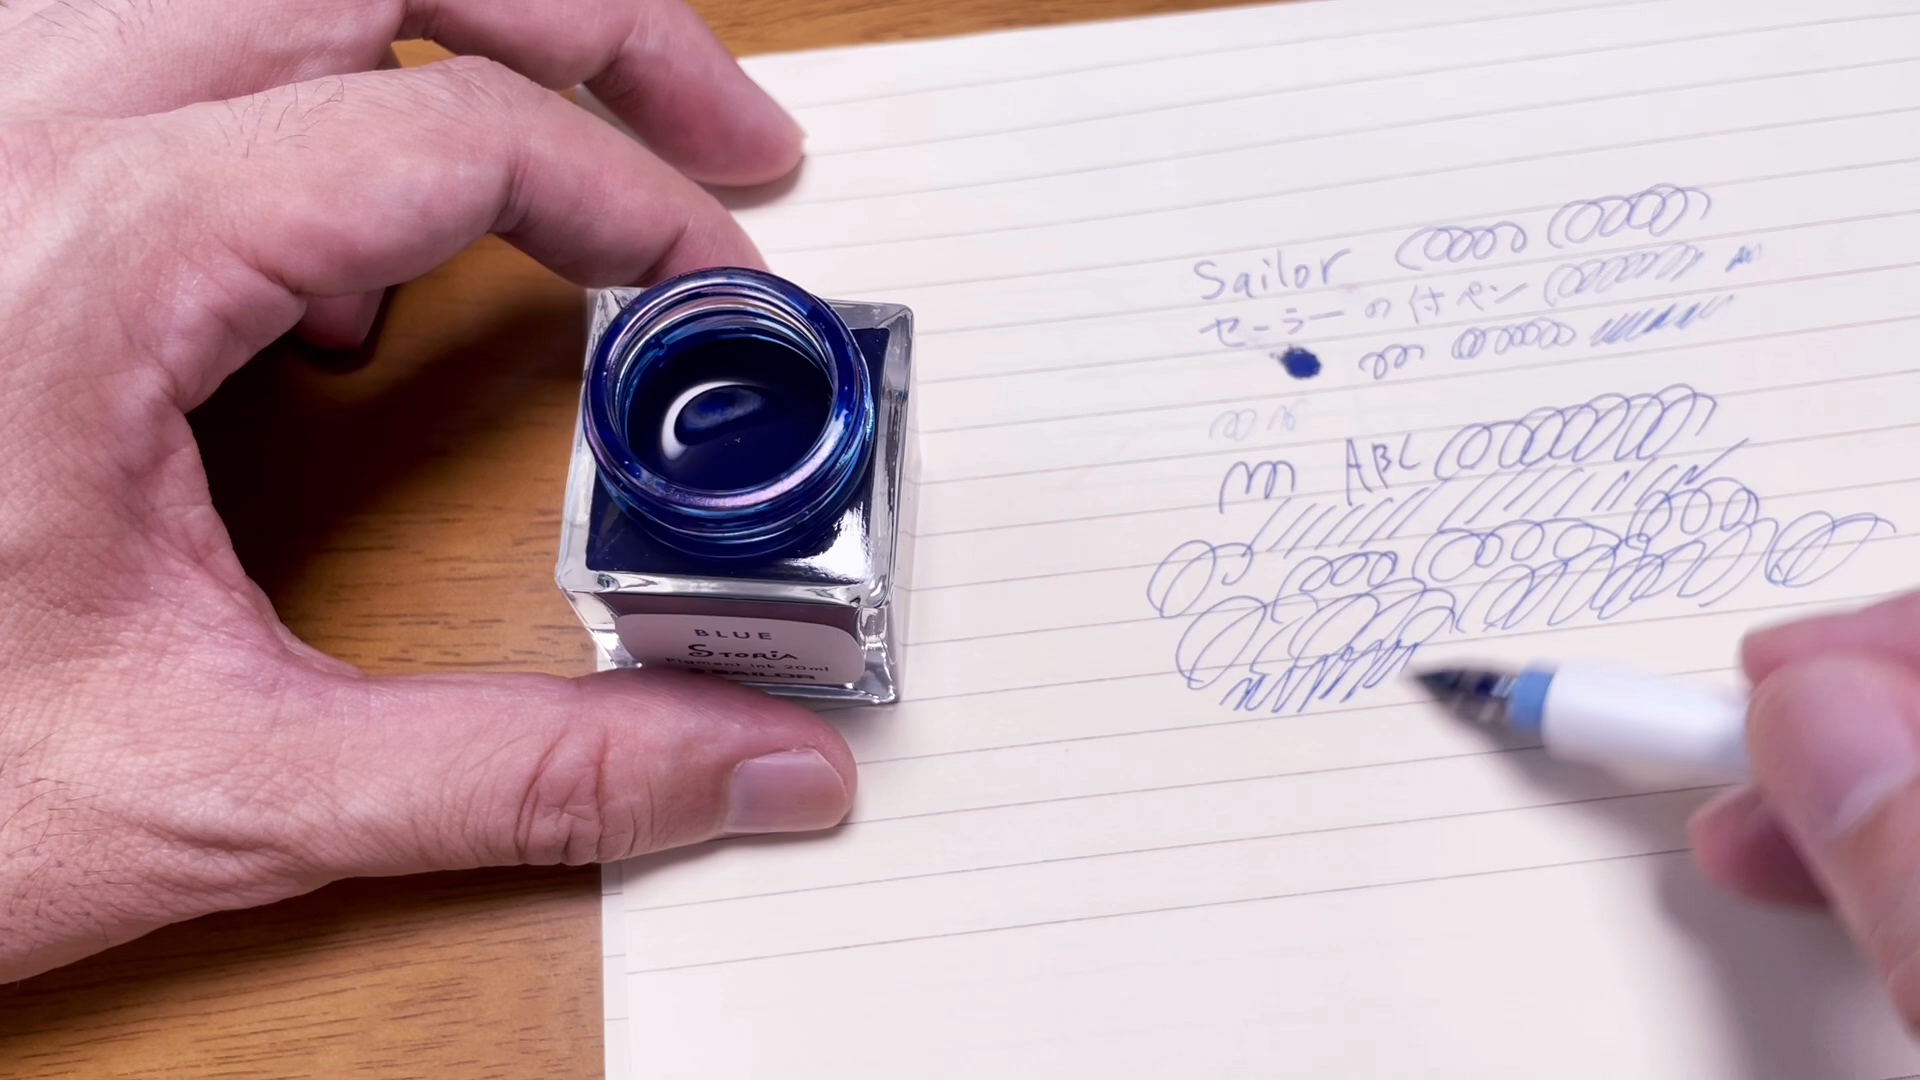 Sailor
セーラーの付ペン
m ABC
BLUE
STORiA
Pigment ink 20ml
SAILOR